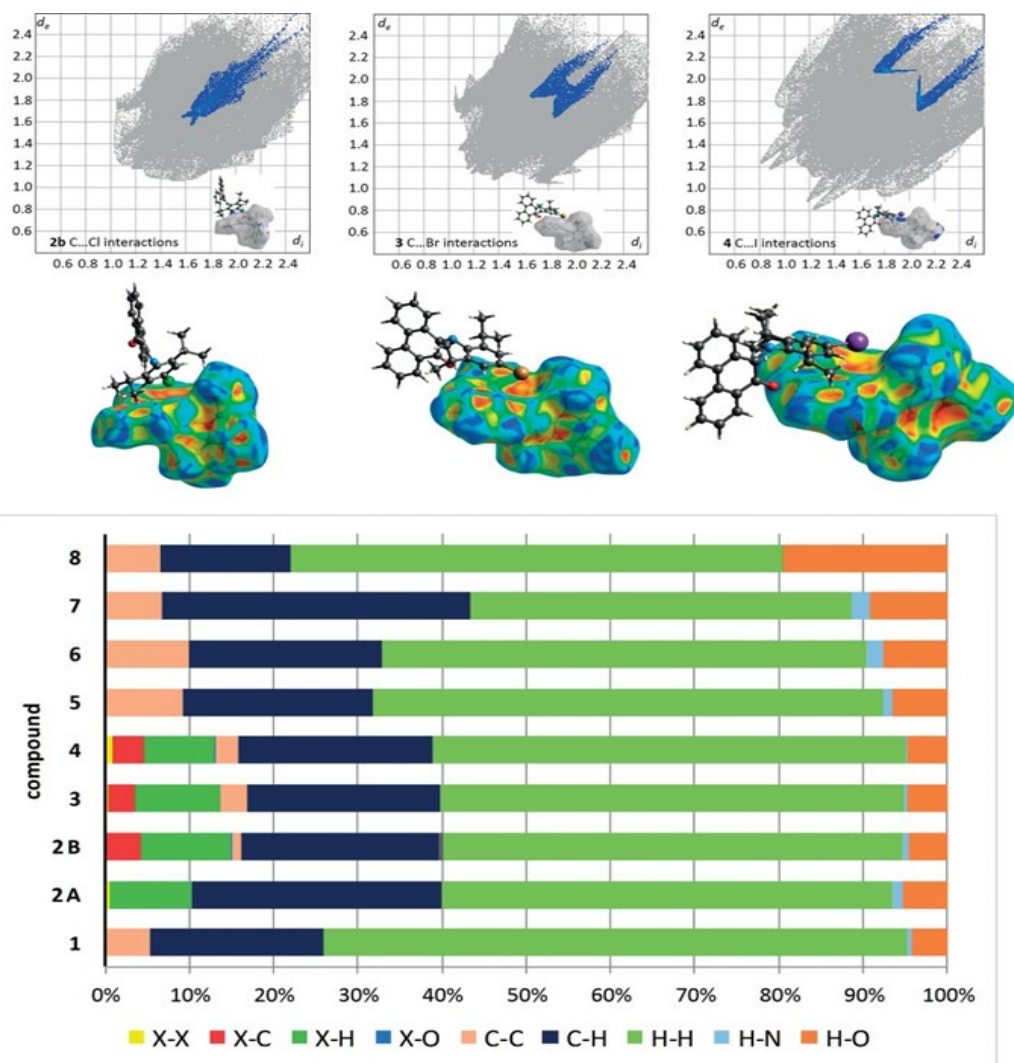 de
2.4
2.2
2.0
1.8
1.6
1.4
1.2
1.0
0.8
0.6
2b C...Cl interactions
di
0.6 0.8 1.0 1.2 1.4 1.6 1.8 2.0 2.2 2.4
de
2.4
2.2
2.0
1.8
1.6
1.4
1.2
1.0
0.8
0.6
3 C...Br interactions
di
0.6 0.8 1.0 1.2 1.4 1.6 1.8 2.0 2.2 2.4
de
2.4
2.2
2.0
1.8
1.6
1.4
1.2
1.0
0.8
0.6
4 C...I interactions
di
0.6 0.8 1.0 1.2 1.4 1.6 1.8 2.0 2.2 2.4
compound
8
7
6
5
4
3
2 B
2 A
1
0% 10% 20% 30% 40% 50% 60% 70% 80% 90% 100%
X-X X-C X-H X-O C-C C-H H-H H-N H-O